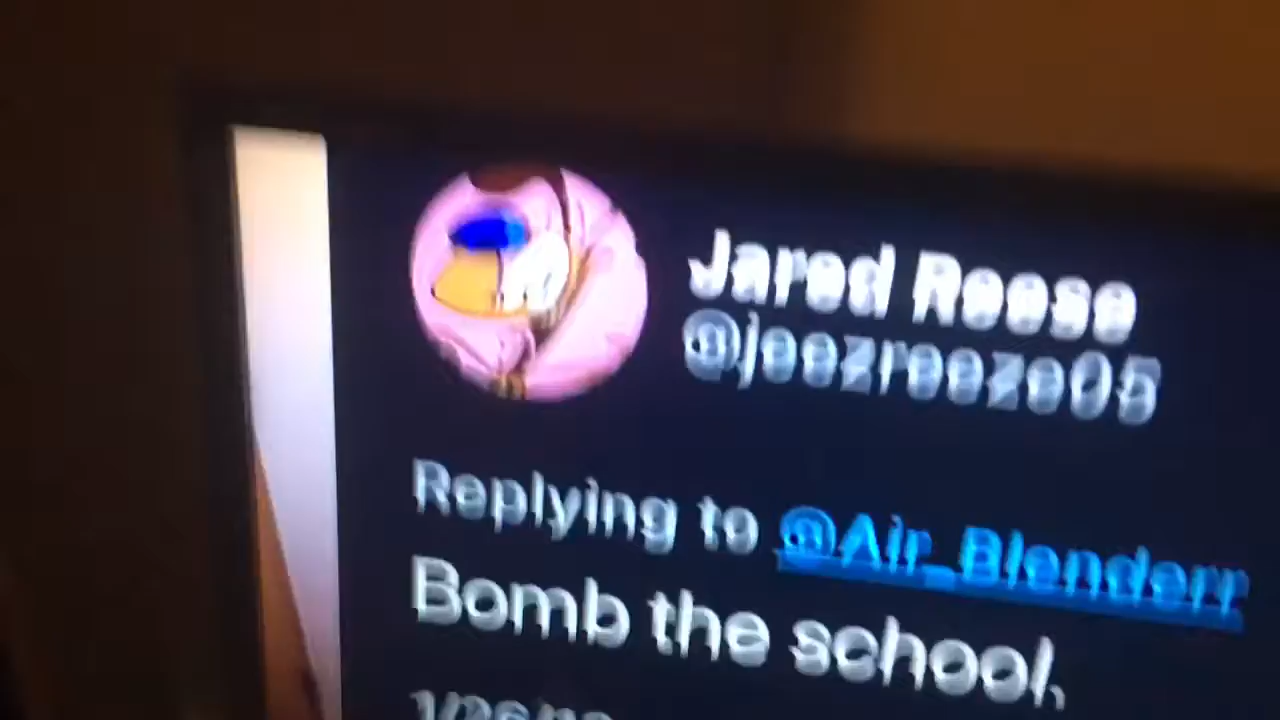 Jared Reese
@jeezreeze05
Replying to @Air_Blenderr
Bomb the school.